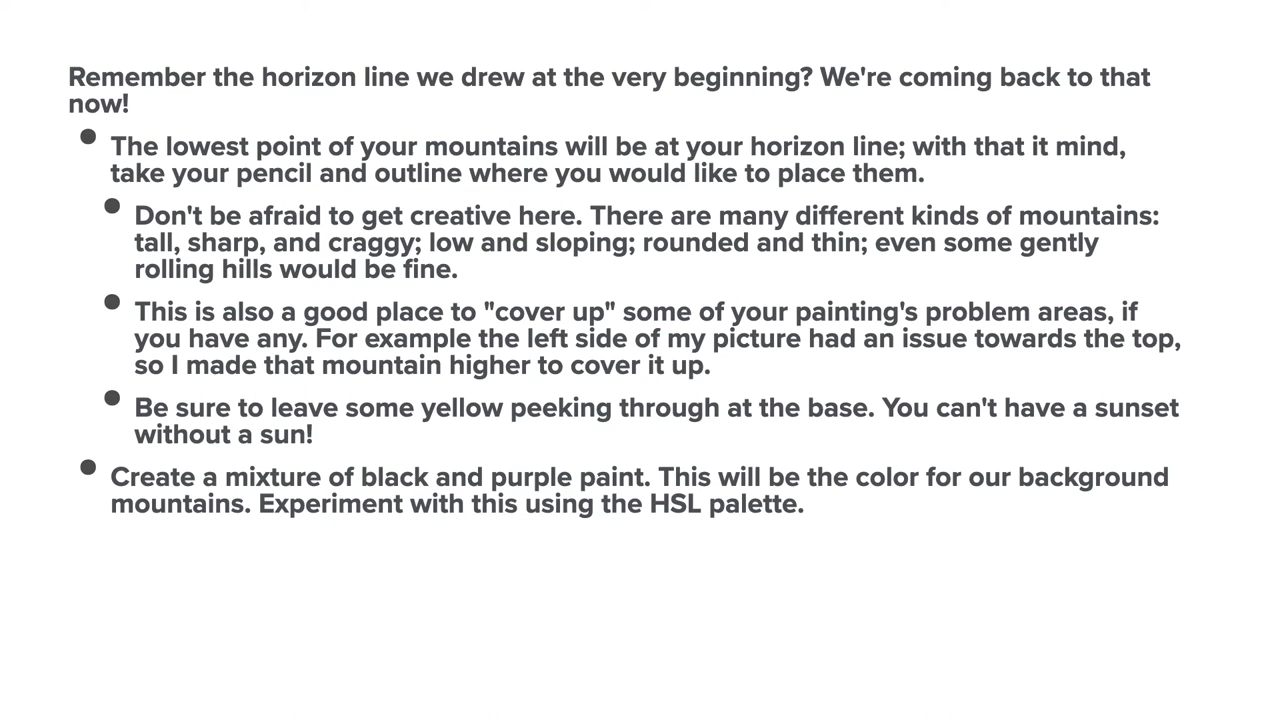 Remember the horizon line we drew at the very beginning? We're coming back to that
now!
• The lowest point of your mountains will be at your horizon line; with that it mind,
take your pencil and outline where you would like to place them.
• Don't be afraid to get creative here. There are many different kinds of mountains:
tall, sharp, and craggy; low and sloping; rounded and thin; even some gently
rolling hills would be fine.
• This is also a good place to "cover up" some of your painting's problem areas, if
you have any. For example the left side of my picture had an issue towards the top,
so I made that mountain higher to cover it up.
• Be sure to leave some yellow peeking through at the base. You can't have a sunset
without a sun!
• Create a mixture of black and purple paint. This will be the color for our background
mountains. Experiment with this using the HSL palette.